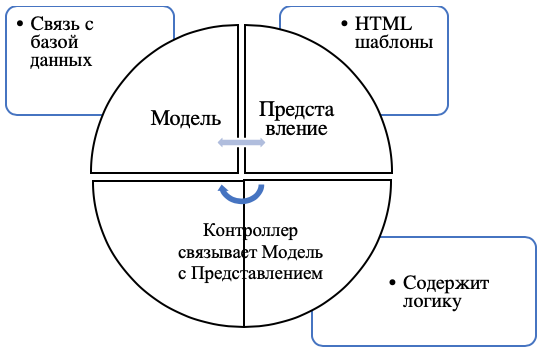 • Связь с
базой
данных
• HTML
шаблоны
Модель
Предста
вление
Контроллер
связывает Модель
с Представлением
• Содержит
логику